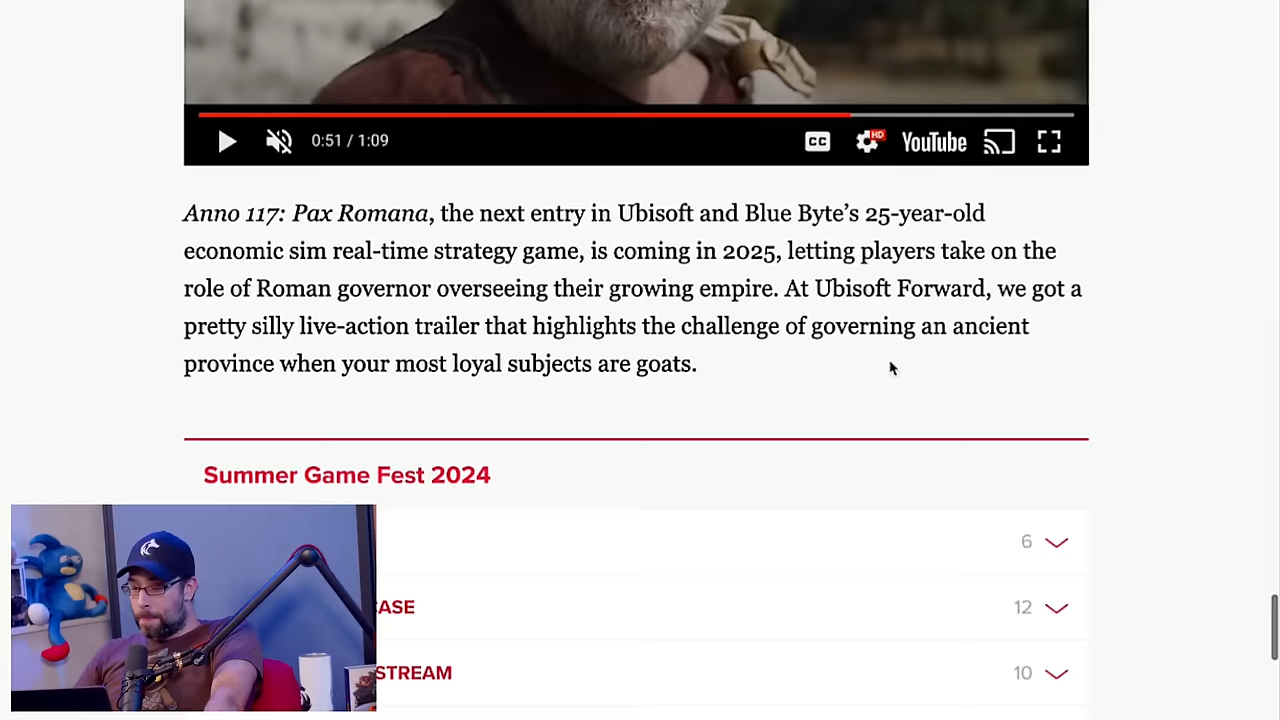 0:51 / 1:09
CC
HD
YouTube
Anno 117: Pax Romana, the next entry in Ubisoft and Blue Byte’s 25-year-old
economic sim real-time strategy game, is coming in 2025, letting players take on the
role of Roman governor overseeing their growing empire. At Ubisoft Forward, we got a
pretty silly live-action trailer that highlights the challenge of governing an ancient
province when your most loyal subjects are goats.
Summer Game Fest 2024
6
12
STREAM 10